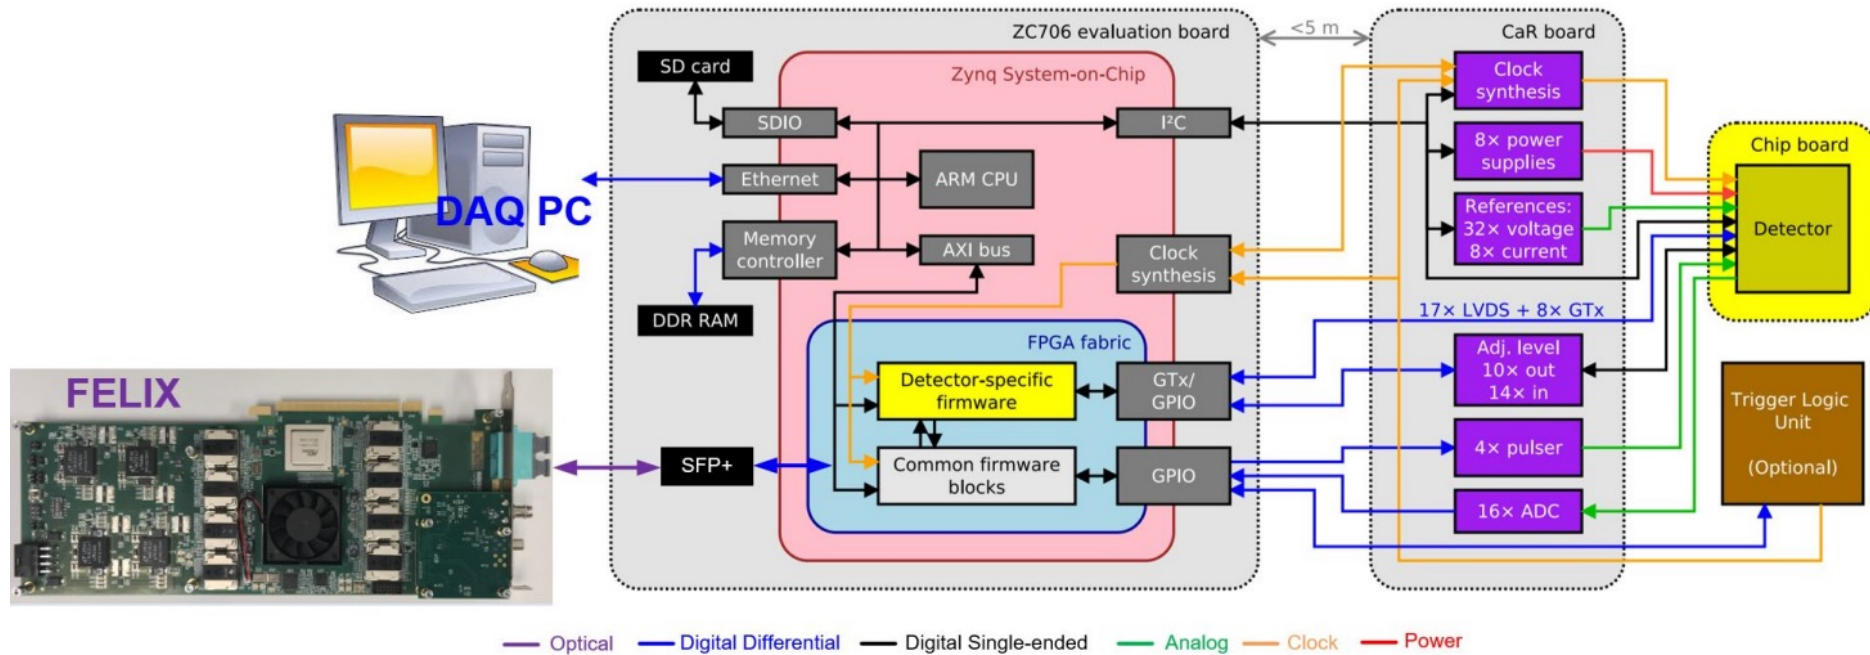 ZC706 evaluation board
<5 m
CaR board
SD card
Zynq System-on-Chip
Clock
synthesis
SDIO
I²C
8× power
supplies
Chip board
Ethernet
ARM CPU
DAQ PC
References:
32× voltage
8× current
Detector
Memory
controller
AXI bus
Clock
synthesis
DDR RAM
17× LVDS + 8× GTx
FPGA fabric
Adj. level
10× out
14× in
FELIX
Detector-specific
firmware
GTx/
GPIO
Trigger Logic
Unit
(Optional)
SFP+
Common firmware
blocks
GPIO
4× pulser
16× ADC
Optical
Digital Differential
Digital Single-ended
Analog
Clock
Power